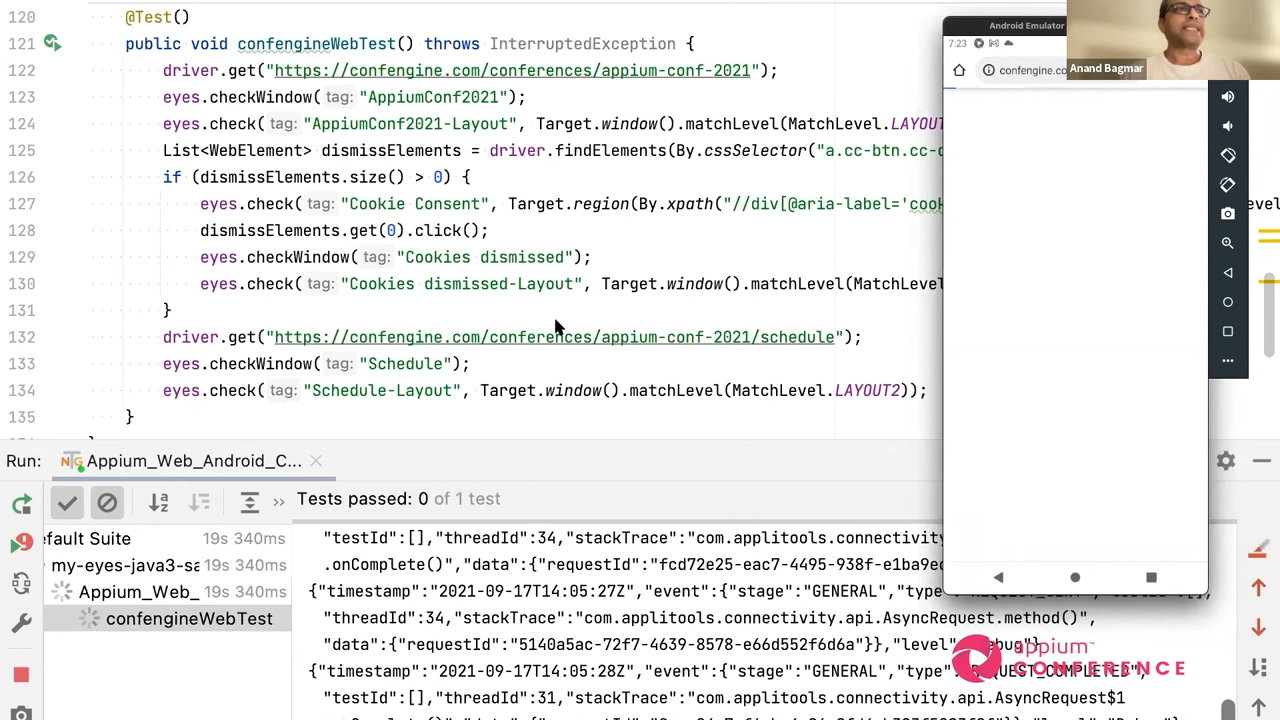 120 @Test()
121 public void confengineWebTest() throws InterruptedException {
122 driver.get("https://confengine.com/conferences/appium-conf-2021");
123 eyes.checkWindow( tag: "AppiumConf2021");
124 eyes.check( tag: "AppiumConf2021-Layout", Target.window().matchLevel(MatchLevel.LAYOUT
125 List<WebElement> dismissElements = driver.findElements(By.cssSelector("a.cc-btn.cc-d
126 if (dismissElements.size() > 0) {
127 eyes.check( tag: "Cookie Consent", Target.region(By.xpath("//div[@aria-label='cook
128 dismissElements.get(0).click();
129 eyes.checkWindow( tag: "Cookies dismissed");
130 eyes.check( tag: "Cookies dismissed-Layout", Target.window().matchLevel(MatchLevel
131 }
132 driver.get("https://confengine.com/conferences/appium-conf-2021/schedule");
133 eyes.checkWindow( tag: "Schedule");
134 eyes.check( tag: "Schedule-Layout", Target.window().matchLevel(MatchLevel.LAYOUT2));
135 }
Android Emulator
7:23
confengine.co
Anand Bagmar
evel
Run: Appium_Web_Android_C...
Tests passed: 0 of 1 test
efault Suite 19s 340ms
my-eyes-java3-sa 19s 340ms
Appium_Web_ 19s 340ms
confengineWebTest 19s 340ms
"testId":[],"threadId":34,"stackTrace":"com.applitools.connectivity
.onComplete()","data":{"requestId":"fcd72e25-eac7-4495-938f-e1ba9ed
{"timestamp":"2021-09-17T14:05:27Z","event":{"stage":"GENERAL","type"
"threadId":34,"stackTrace":"com.applitools.connectivity.api.AsyncRequest.method()",
"data":{"requestId":"5140a5ac-72f7-4639-8578-e66d552f6d6a"}},"level":"Debug"}
{"timestamp":"2021-09-17T14:05:28Z","event":{"stage":"GENERAL","type":"REQUEST_COMPLETED",
"testId":[],"threadId":31,"stackTrace":"com.applitools.connectivity.api.AsyncRequest$1
appium
CONFERENCE